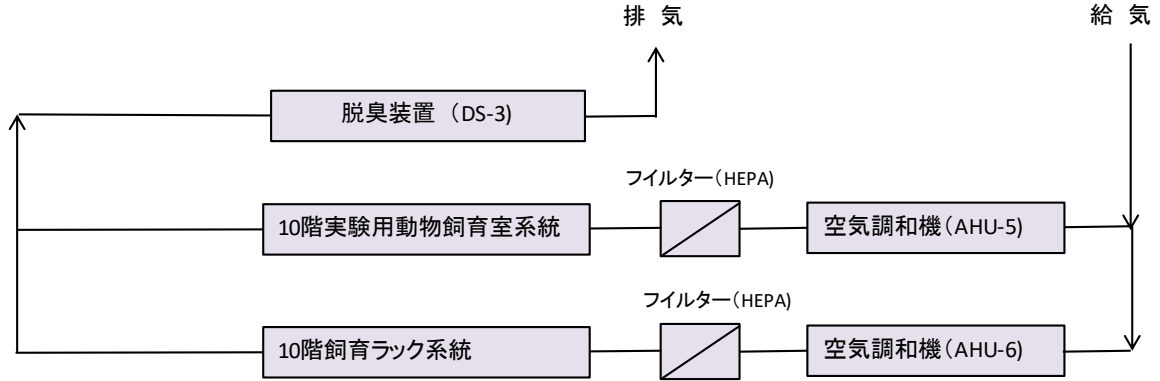 排 気
給 気
脱臭装置 （DS-3)
フイルター（HEPA)
10階実験用動物飼育室系統
空気調和機（AHU-5)
フイルター（HEPA)
10階飼育ラック系統
空気調和機（AHU-6)